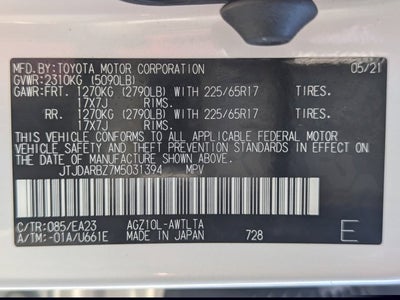 MFD.BY:TOYOTA MOTOR CORPORATION 05/21
GVWR:2310KG (5090LB)
GAWR:FRT. 1270KG (2790LB) WITH 225/65R17 TIRES.
17X7J RIMS.
RR. 1270KG (2790LB) WITH 225/65R17 TIRES.
17X7J RIMS.
THIS VEHICLE CONFORMS TO ALL APPLICABLE FEDERAL MOTOR
VEHICLE SAFETY AND THEFT PREVENTION STANDARDS IN EFFECT
ON THE DATE OF MANUFACTURE SHOWN ABOVE.
JTJDARBZ7M5031394 MPV
C/TR:085/EA23 AGZ10L-AWTLTA
A/TM:-01A/U661E MADE IN JAPAN 728 E